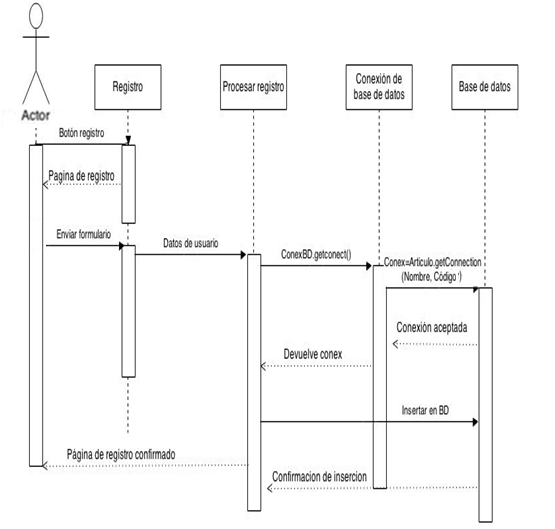 Actor
Registro
Procesar registro
Conexión de
base de datos
Base de datos
Botón registro
Pagina de registro
Enviar formulario
Datos de usuario
ConexBD.getconect()
Conex=Articulo.getConnection
(Nombre, Código ')
Conexión aceptada
Devuelve conex
Insertar en BD
Página de registro confirmado
Confirmacion de insercion